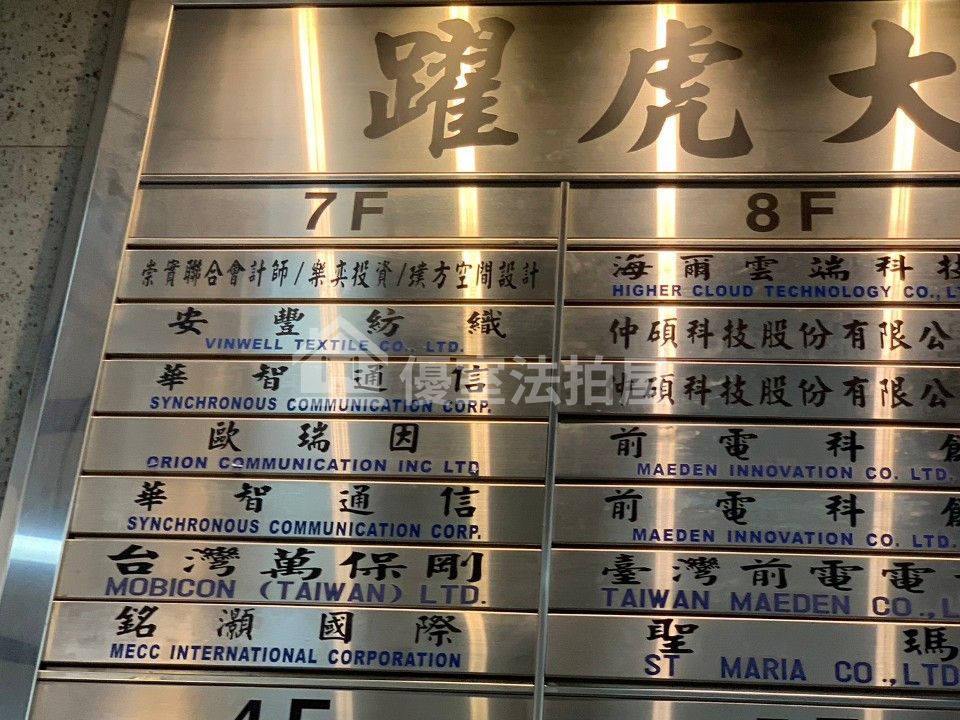 躍虎大
7F
崇實聯合會計師/樂奕投資/璞方空間設計
安豐紡織
VINWELL TEXTILE CO., LTD.
華智通信
SYNCHRONOUS COMMUNICATION CORP.
歐瑞因
ORION COMMUNICATION INC LTD
華智通信
SYNCHRONOUS COMMUNICATION CORP.
台灣萬保剛
MOBICON (TAIWAN) LTD.
銘灝國際
MECC INTERNATIONAL CORPORATION
4F
8F
海爾雲端科技
HIGHER CLOUD TECHNOLOGY CO., LT
仲碩科技股份有限公
仲碩科技股份有限公
前電科創
MAEDEN INNOVATION CO. LTD.
前電科創
MAEDEN INNOVATION CO. LTD.
臺灣前電電
TAIWAN MAEDEN CO., L
聖瑪
ST MARIA CO., LTD
優室法拍屋